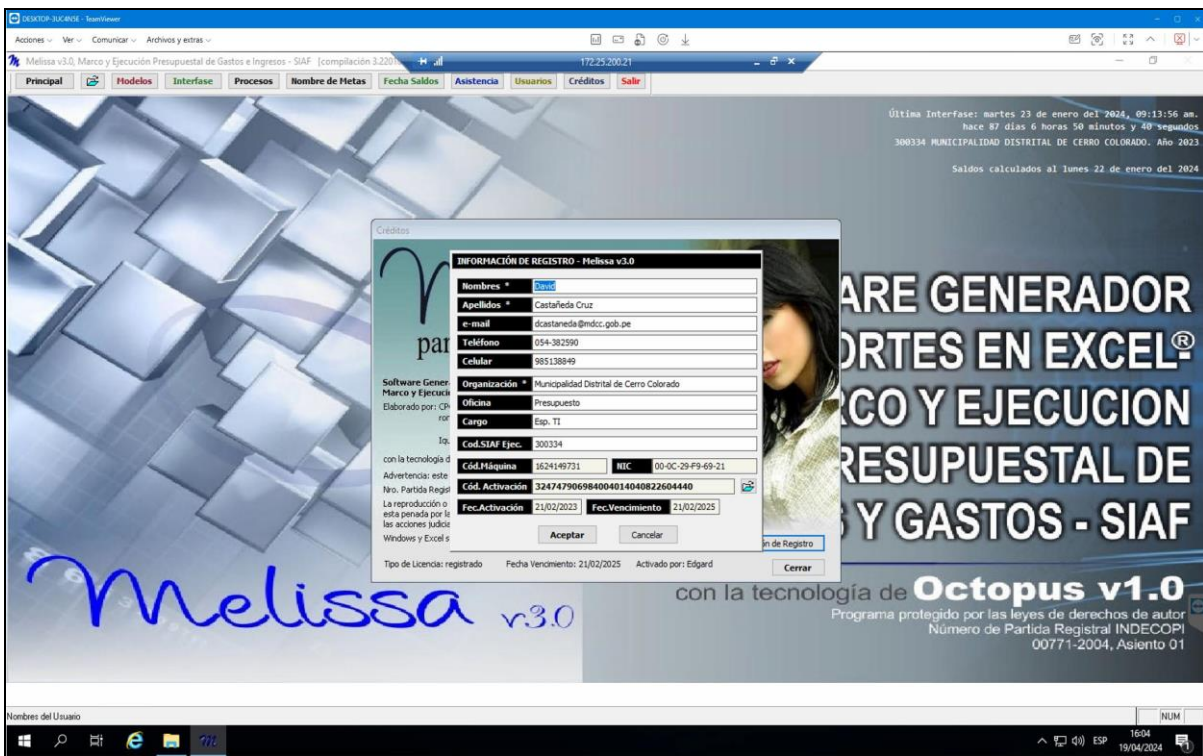 DESKTOP-3UC4N5E - TeamViewer
Acciones Ver Comunicar Archivos y extras
Melissa v3.0, Marco y Ejecución Presupuestal de Gastos e Ingresos - SIAF [compilación 3.220
172.25.200.21
Principal Modelos Interfase Procesos Nombre de Metas Fecha Saldos Asistencia Usuarios Créditos Salir
Última Interfase: martes 23 de enero del 2024, 09:13:56 am.
hace 87 días 6 horas 50 minutos y 40 segundos
300334 MUNICIPALIDAD DISTRITAL DE CERRO COLORADO. Año 2023
Saldos calculados al lunes 22 de enero del 2024
Créditos
INFORMACIÓN DE REGISTRO - Melissa v3.0
Nombres * David
Apellidos * Castañeda Cruz
e-mail dcastaneda@mdcc.gob.pe
Teléfono 054-382590
Celular 985138849
Organización * Municipalidad Distrital de Cerro Colorado
Oficina Presupuesto
Cargo Esp. TI
Cod.SIAF Ejec. 300334
Cód.Máquina 1624149731 NIC 00-0C-29-F9-69-21
Cód. Activación 324747906984004014040822604440
Fec.Activación 21/02/2023 Fec.Vencimiento 21/02/2025
Aceptar Cancelar
par
Software Gener
Marco y Ejecuci
Elaborado por: CP
ror
Iq
con la tecnología d
Advertencia: este
Nro. Partida Regist
La reproducción o
esta penada por la
las acciones judicia
Windows y Excel s
ón de Registro
Tipo de Licencia: registrado Fecha Vencimiento: 21/02/2025 Activado por: Edgard
Cerrar
ARE GENERADOR
ORTES EN EXCEL®
RCO Y EJECUCION
RESUPUESTAL DE
S Y GASTOS - SIAF
Melissa v3.0
con la tecnología de Octopus v1.0
Programa protegido por las leyes de derechos de autor
Número de Partida Registral INDECOPI
00771-2004, Asiento 01
Nombres del Usuario
NUM
ESP
16:04
19/04/2024